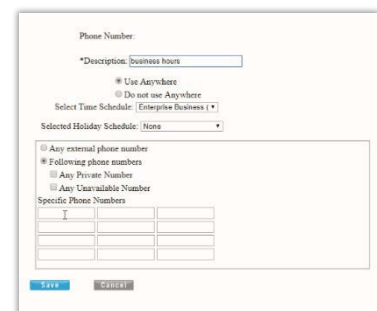 Phone Number:
*Description: business hours
Use Anywhere
Do not use Anywhere
Select Time Schedule: Enterprise Business (
Selected Holiday Schedule: None
Any external phone number
Following phone numbers
Any Private Number
Any Unavailable Number
Specific Phone Numbers
Save Cancel